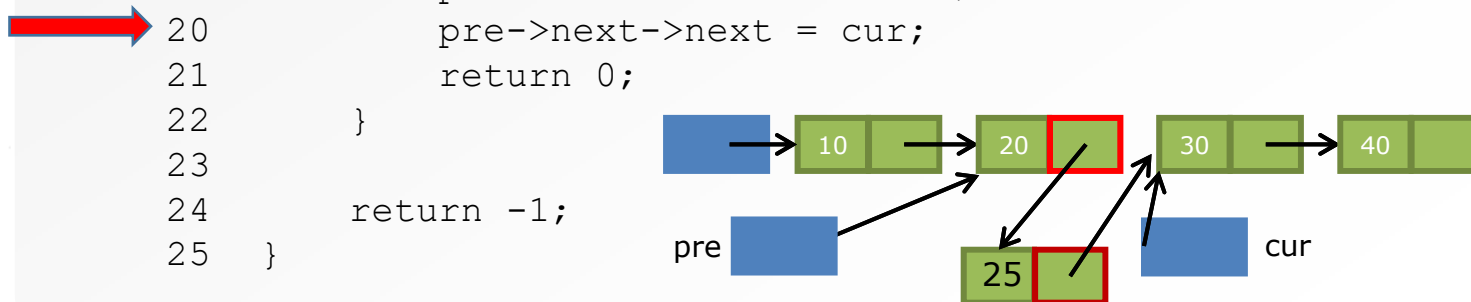 20 pre->next->next = cur;
21 return 0;
22 }
23
24 return -1;
25 }
10 20 30 40
pre cur
25